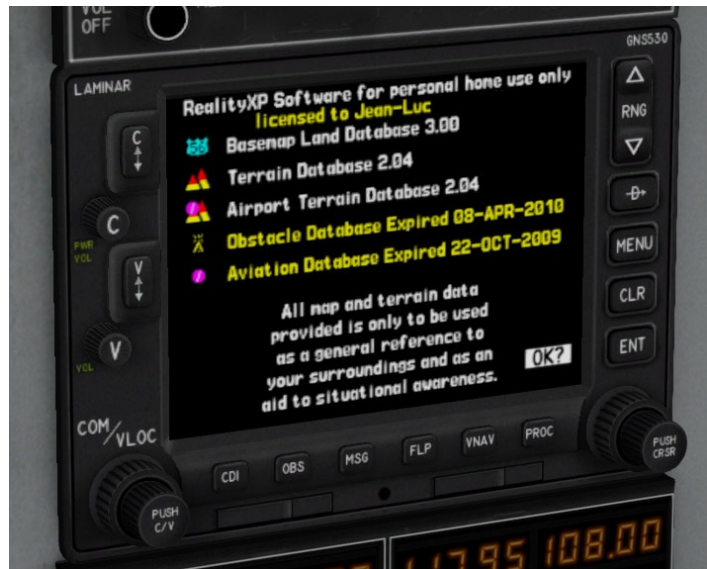 VOL
OFF
GNS530
LAMINAR
RealityXP Software for personal home use only
licensed to Jean-Luc
Basemap Land Database 3.00
Terrain Database 2.04
Airport Terrain Database 2.04
Obstacle Database Expired 08-APR-2010
Aviation Database Expired 22-OCT-2009
All map and terrain data
provided is only to be used
as a general reference to
your surroundings and as an
aid to situational awareness.
OK?
C
C
PWR
VOL
V
V
VOL
COM/VLOC
PUSH
C/V
RNG
D
MENU
CLR
ENT
PUSH
CRSR
CDI
OBS
MSG
FLP
VNAV
PROC
117.95
108.00